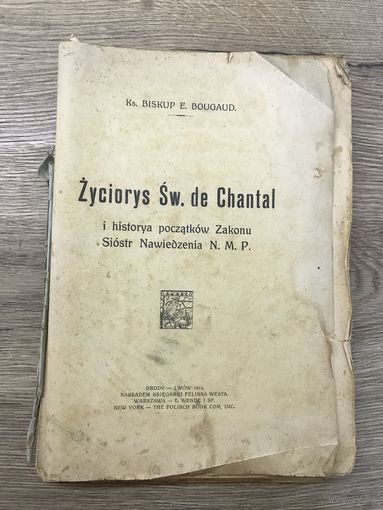 Ks. BISKUP E. BOUGAUD.
Życiorys Św. de Chantal
i historya początków Zakonu
Sióstr Nawiedzenia N. M. P.
BRODY — LWÓW 1914.
NAKŁADEM KSIĘGARNI FELIKSA WESTA.
WARSZAWA — E. WENDE I SP.
NEW YORK — THE POLISCH BOOK COM, INC.